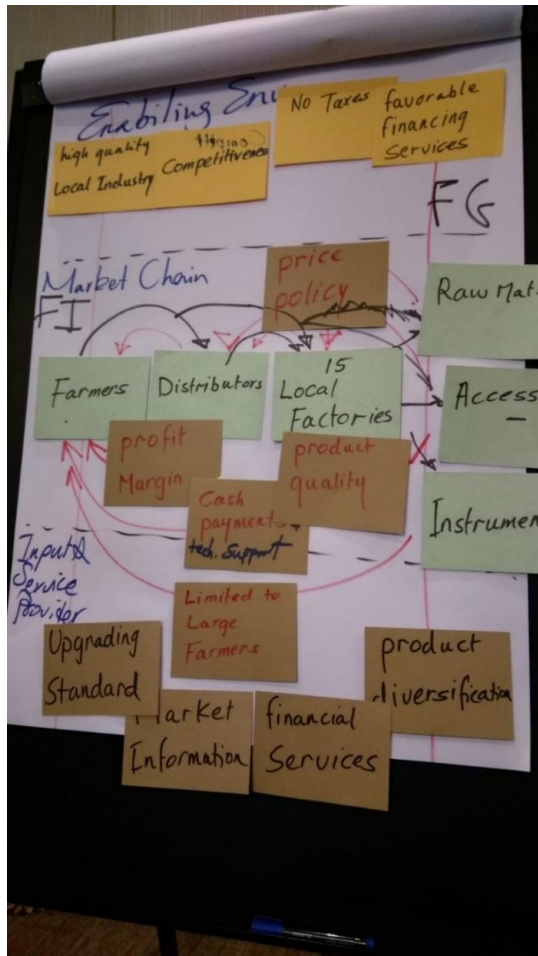 Enabiling Env
high quality
Local Industry
Competitiveness
No Taxes
favorable
financing
Services
FG
Market Chain
FI
price
policy
Raw Mat.
Farmers
Distributors
15
Local
Factories
Access
Instrumen
profit
Margin
product
quality
Cash
payments
tech. Support
Input &
Service
Provider
Limited to
Large
Farmers
Upgrading
Standard
Market
Information
financial
Services
product
diversification